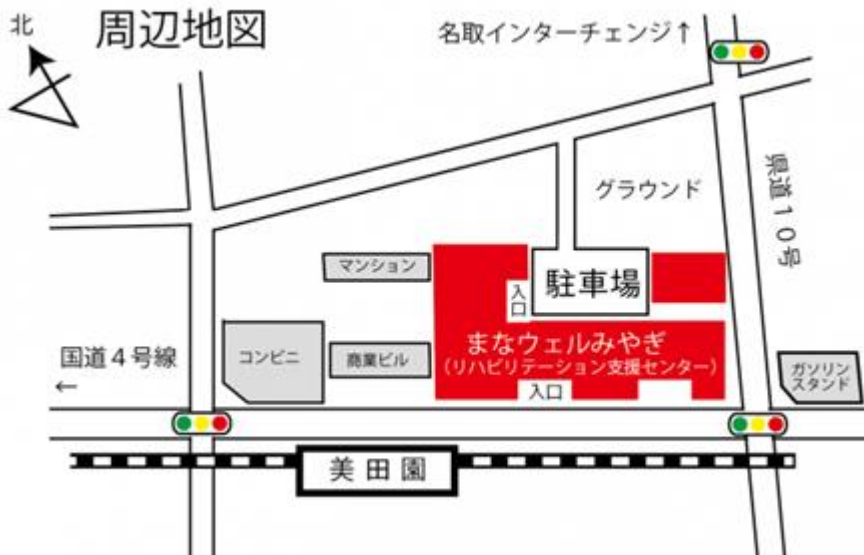 北
周辺地図
名取インターチェンジ↑
県道10号
グラウンド
マンション
入口
駐車場
国道4号線
←
コンビニ
商業ビル
まなウェルみやぎ
(リハビリテーション支援センター)
入口
ガソリン
スタンド
美田園